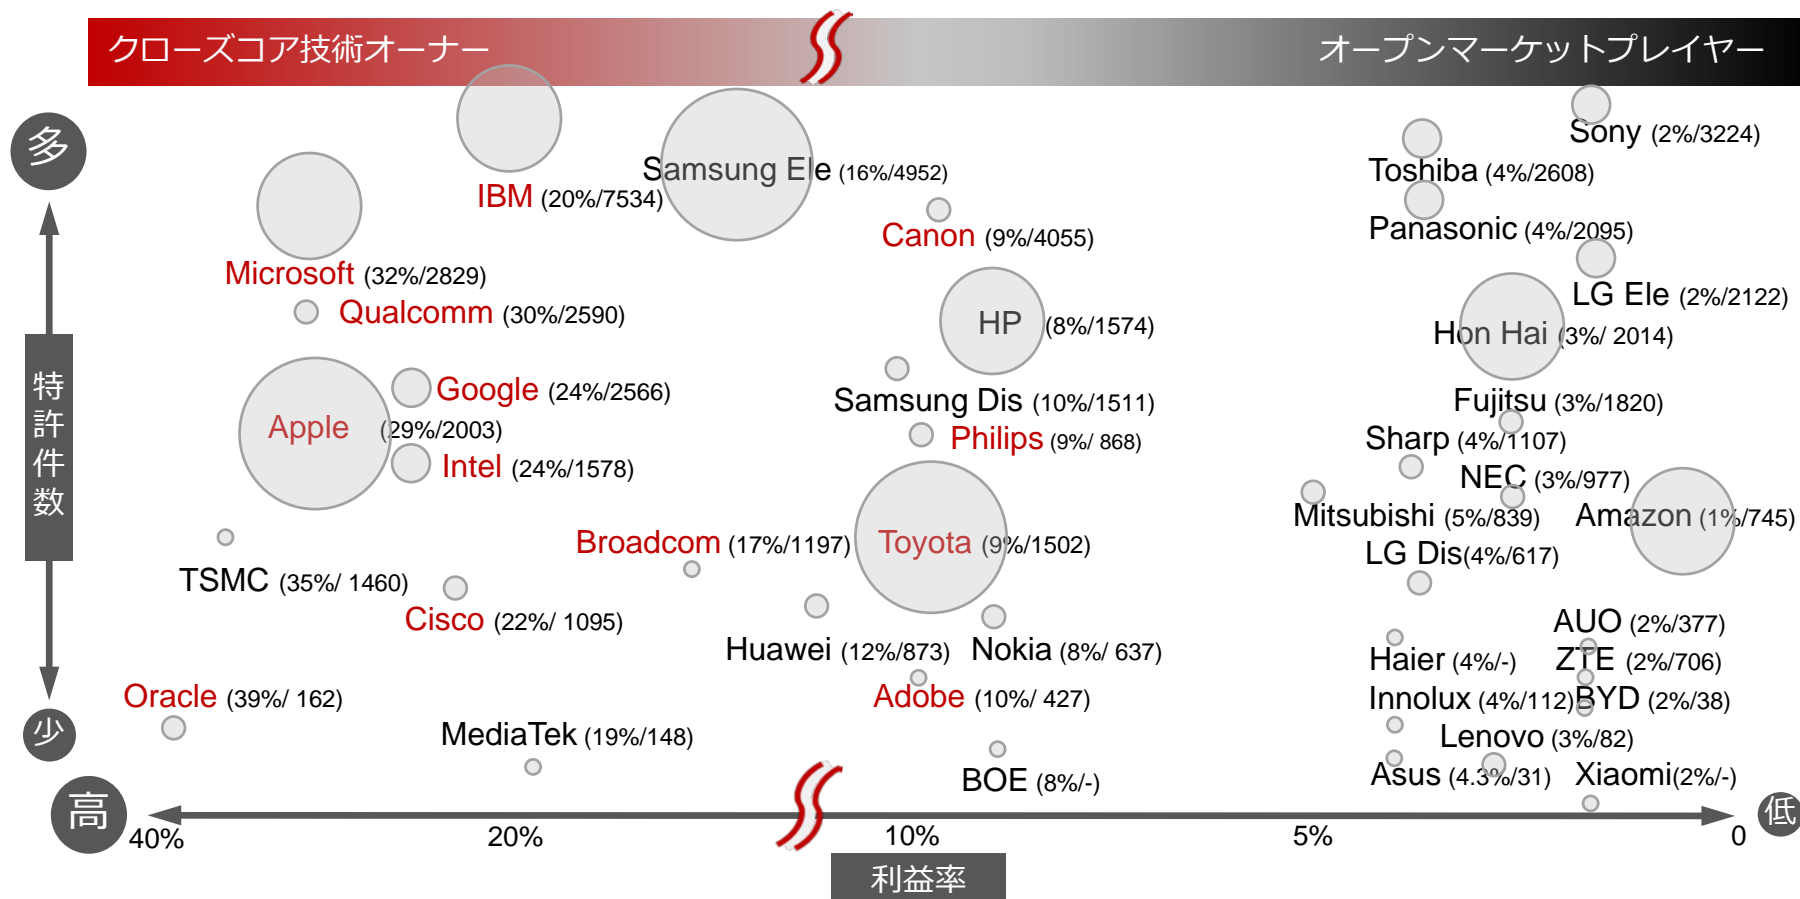 クローズコア技術オーナー
オープンマーケットプレイヤー
多
Sony (2%/3224)
Samsung Ele (16%/4952)
Toshiba (4%/2608)
IBM (20%/7534)
Canon (9%/4055)
Panasonic (4%/2095)
Microsoft (32%/2829)
LG Ele (2%/2122)
Qualcomm (30%/2590)
HP (8%/1574)
Hon Hai (3%/ 2014)
特許件数
Google (24%/2566)
Samsung Dis (10%/1511)
Fujitsu (3%/1820)
Apple (29%/2003)
Philips (9%/ 868)
Sharp (4%/1107)
Intel (24%/1578)
NEC (3%/977)
Mitsubishi (5%/839)
Amazon (1%/745)
Broadcom (17%/1197)
Toyota (9%/1502)
LG Dis(4%/617)
TSMC (35%/ 1460)
Cisco (22%/ 1095)
AUO (2%/377)
Huawei (12%/873)
Nokia (8%/ 637)
Haier (4%/-)
ZTE (2%/706)
Oracle (39%/ 162)
Adobe (10%/ 427)
Innolux (4%/112)
BYD (2%/38)
少
MediaTek (19%/148)
Lenovo (3%/82)
BOE (8%/-)
Asus (4.3%/31)
Xiaomi(2%/-)
高
低
40%
20%
10%
5%
0
利益率